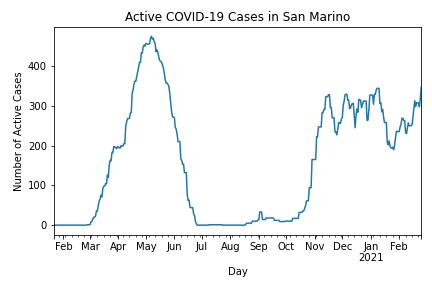 Active COVID-19 Cases in San Marino
Number of Active Cases
400
300
200
100
0
Feb Mar Apr May Jun Jul Aug Sep Oct Nov Dec Jan Feb
2021
Day